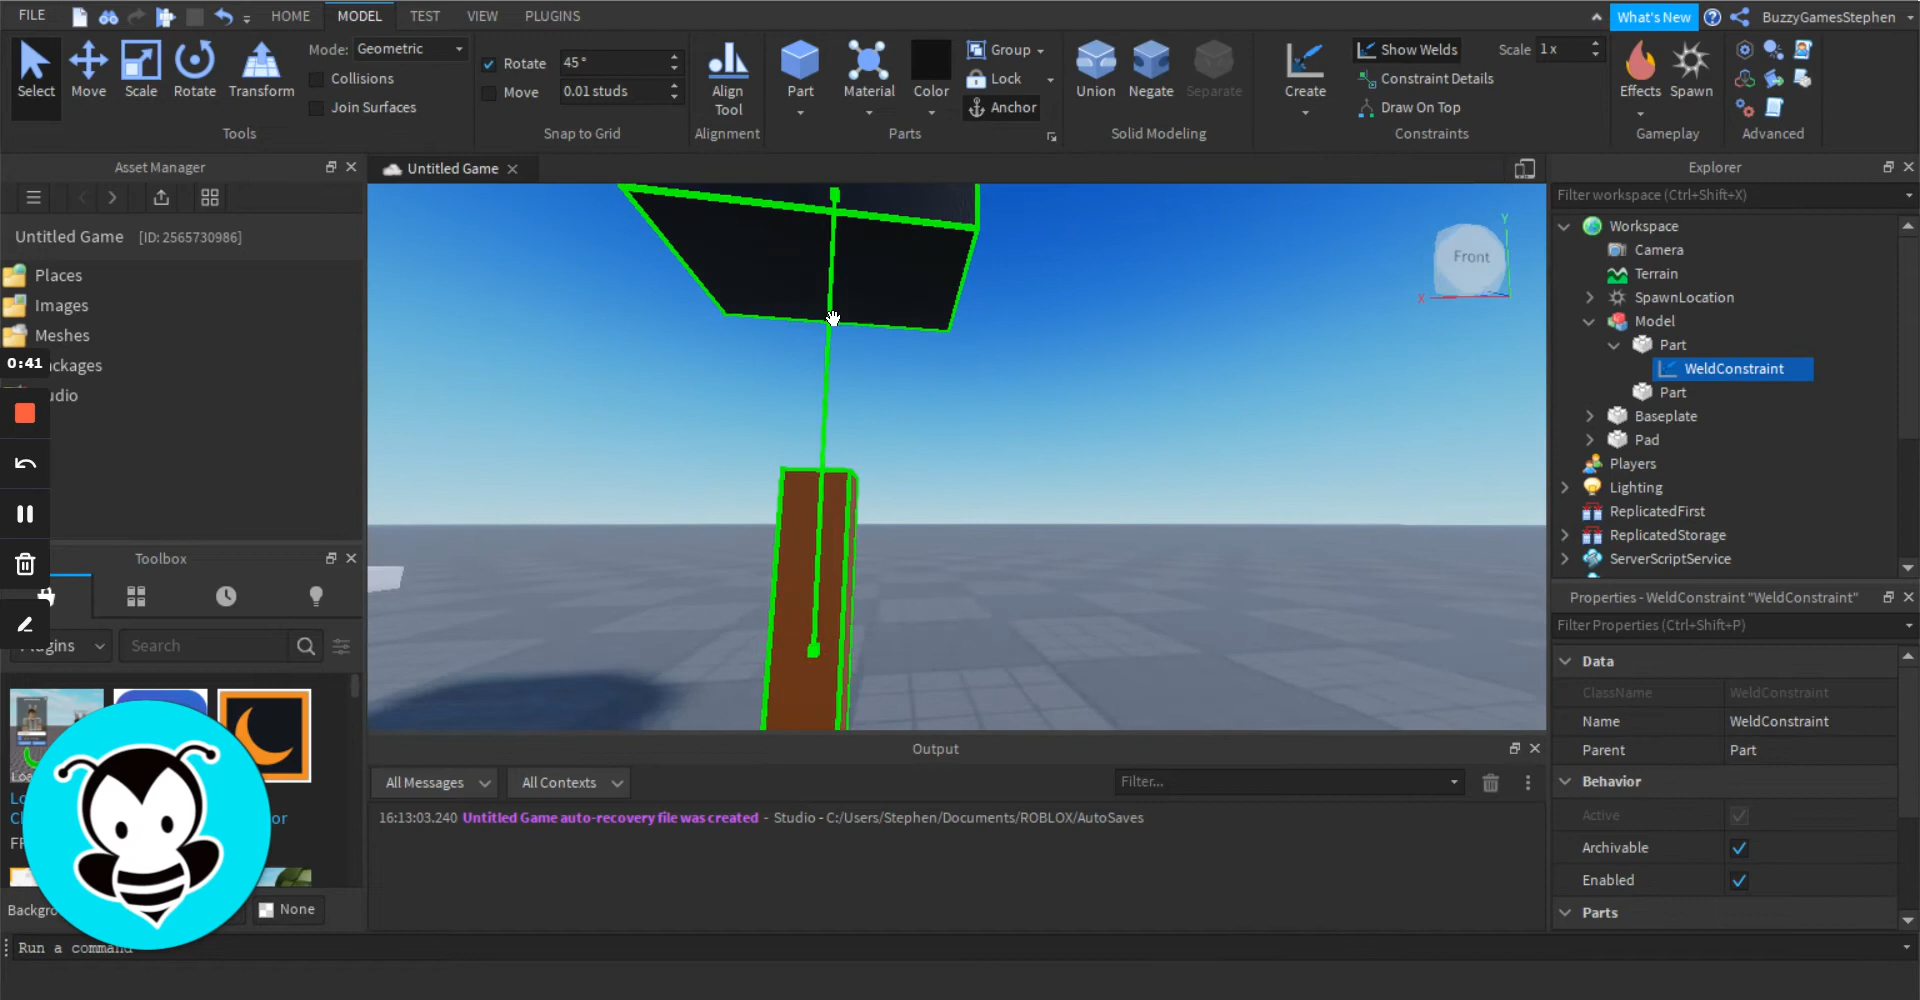 FILE
HOME
MODEL
TEST
VIEW
PLUGINS
What's New
BuzzyGamesStephen
Select
Move
Scale
Rotate
Transform
Mode: Geometric
Collisions
Join Surfaces
Tools
Rotate 45°
Move 0.01 studs
Snap to Grid
Align Tool
Alignment
Part
Material
Color
Group
Lock
Anchor
Parts
Union
Negate
Separate
Solid Modeling
Create
Show Welds
Scale 1 x
Constraint Details
Draw On Top
Constraints
Effects
Spawn
Gameplay
Advanced
Asset Manager
Untitled Game [ID: 2565730986]
Places
Images
Meshes
0:41
ckages
udio
Toolbox
Search
Lo
or
None
Run a command
Untitled Game
Front
Y
X
Output
All Messages
All Contexts
Filter...
16:13:03.240 Untitled Game auto-recovery file was created - Studio - C:/Users/Stephen/Documents/ROBLOX/AutoSaves
Explorer
Filter workspace (Ctrl+Shift+X)
Workspace
Camera
Terrain
SpawnLocation
Model
Part
WeldConstraint
Part
Baseplate
Pad
Players
Lighting
ReplicatedFirst
ReplicatedStorage
ServerScriptService
Properties - WeldConstraint "WeldConstraint"
Filter Properties (Ctrl+Shift+P)
Data
ClassName WeldConstraint
Name WeldConstraint
Parent Part
Behavior
Active
Archivable
Enabled
Parts